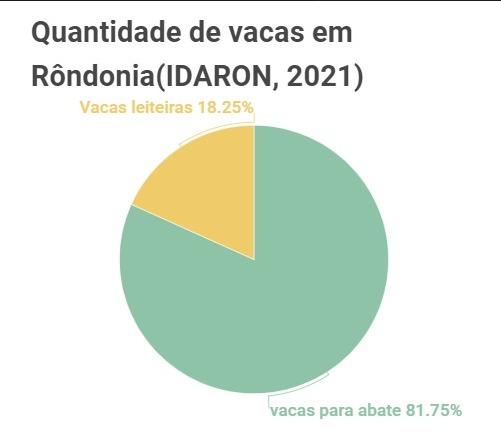 Quantidade de vacas em
Rôndonia(IDARON, 2021)
Vacas leiteiras 18.25%
vacas para abate 81.75%